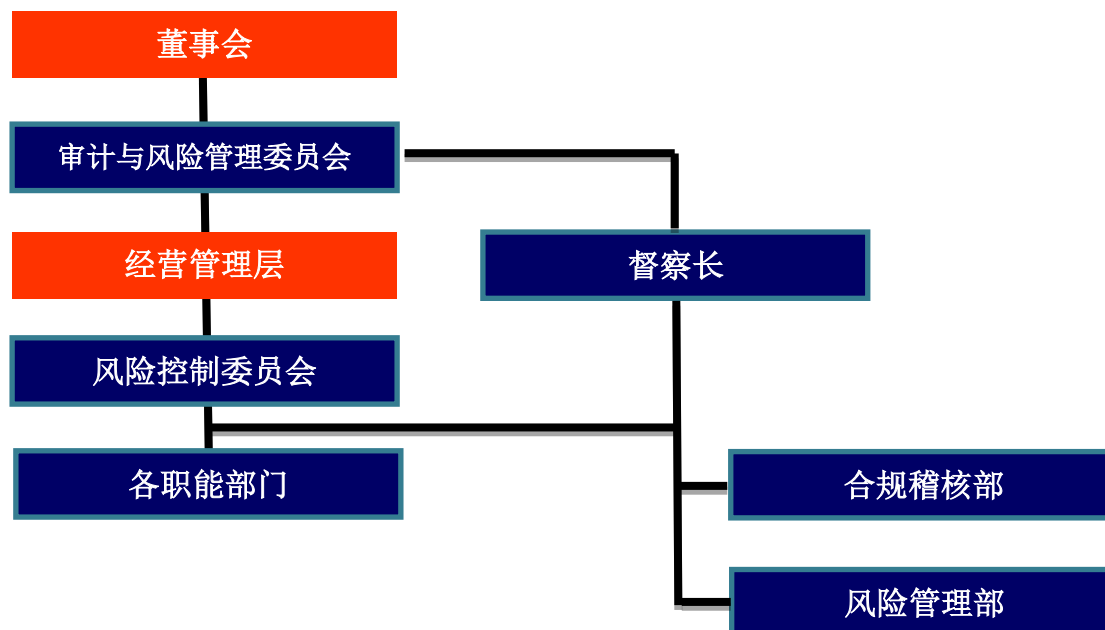 董事会
审计与风险管理委员会
经营管理层
督察长
风险控制委员会
各职能部门
合规稽核部
风险管理部